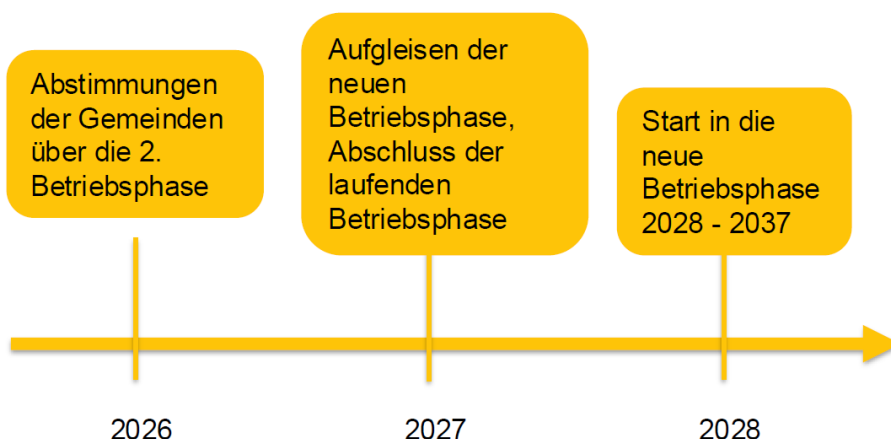 Abstimmungen
der Gemeinden
über die 2.
Betriebsphase
Aufgleisen der
neuen
Betriebsphase,
Abschluss der
laufenden
Betriebsphase
Start in die
neue
Betriebsphase
2028 - 2037
2026
2027
2028